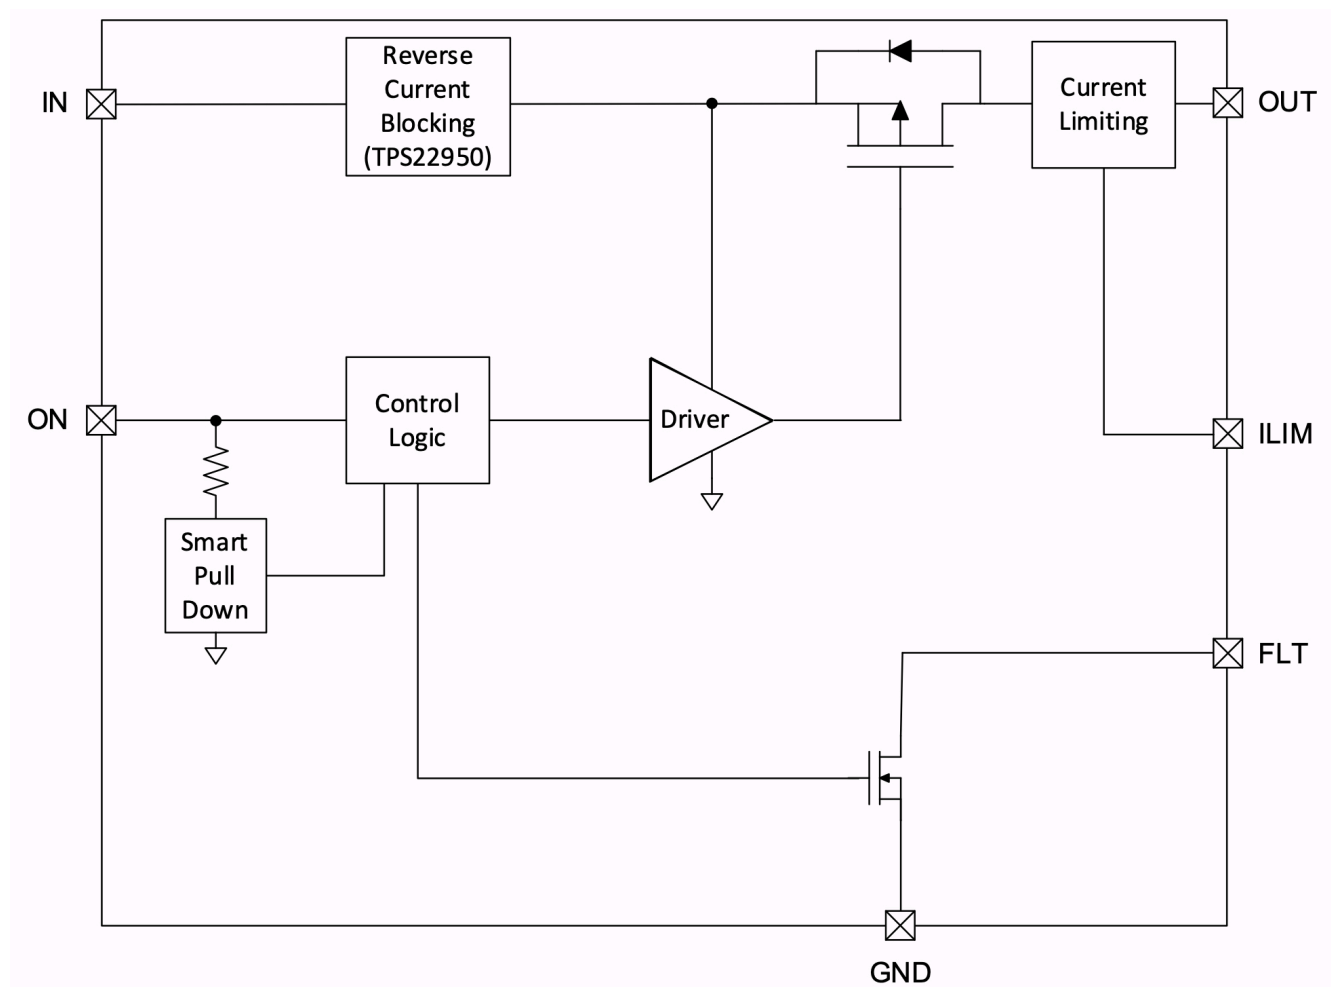 Reverse
Current
Blocking
(TPS22950)
IN
Current
Limiting
OUT
ON
Control
Logic
Driver
ILIM
Smart
Pull
Down
FLT
GND